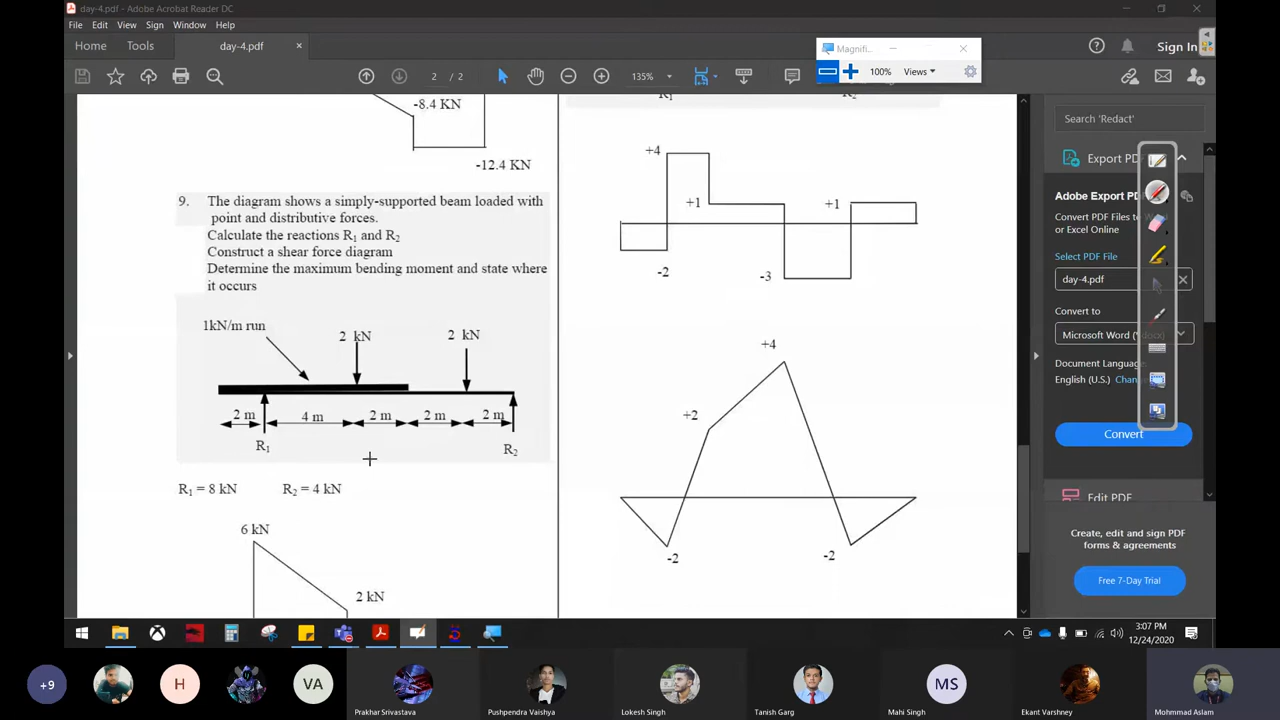 day-4.pdf - Adobe Acrobat Reader DC
File Edit View Sign Window Help
Home Tools day-4.pdf ×
Sign In
2 / 2
135%
Magnifi...
100% Views
-8.4 KN
-12.4 KN
9. The diagram shows a simply-supported beam loaded with
point and distributive forces.
Calculate the reactions R1 and R2
Construct a shear force diagram
Determine the maximum bending moment and state where
it occurs
1kN/m run
2 kN
2 kN
2 m 4 m 2 m 2 m 2 m
R1
R2
R1 = 8 kN R2 = 4 kN
6 kN
2 kN
R1 R2
+4
+1
+1
-2
-3
+4
+2
-2
-2
Search 'Redact'
Export PDF
Adobe Export PDF
Convert PDF Files to Word
or Excel Online
Select PDF File
day-4.pdf ×
Convert to
Microsoft Word (*.docx)
Document Language:
English (U.S.) Change
Convert
Edit PDF
Create, edit and sign PDF
forms & agreements
Free 7-Day Trial
3:07 PM
12/24/2020
+9
H
VA
Prakhar Srivastava
Pushpendra Vaishya
Lokesh Singh
Tanish Garg
MS
Mahi Singh
Ekant Varshney
Mohmmad Aslam